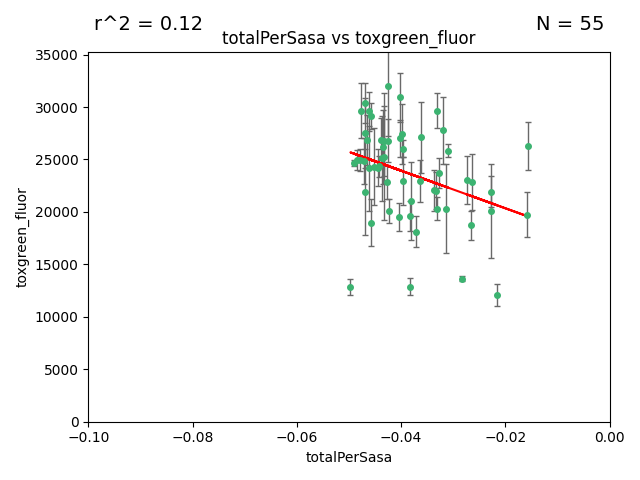 r^2 = 0.12
N = 55
totalPerSasa vs toxgreen_fluor
35000
30000
25000
20000
15000
10000
5000
0
toxgreen_fluor
−0.10
−0.08
−0.06
−0.04
−0.02
0.00
totalPerSasa